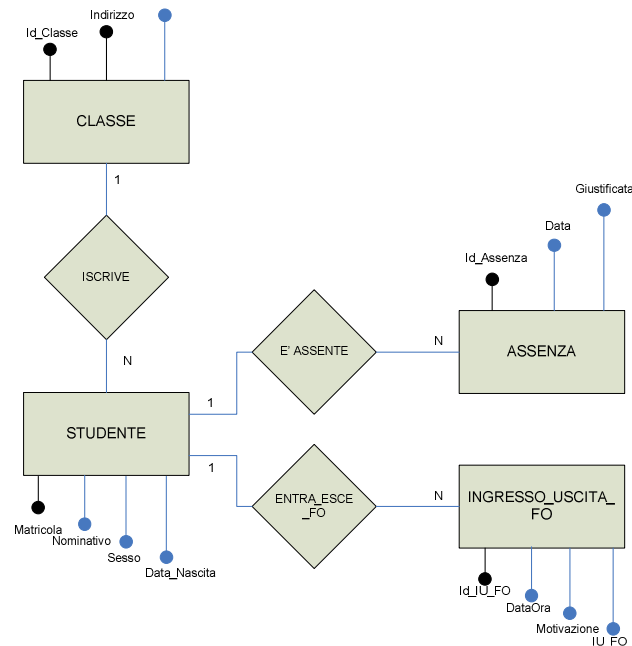 Indirizzo
Id_Classe
CLASSE
1
ISCRIVE
N
Giustificata
Data
Id_Assenza
E' ASSENTE
N
ASSENZA
1
STUDENTE
1
ENTRA_ESCE
_FO
N
INGRESSO_USCITA_
FO
Matricola
Nominativo
Sesso
Data_Nascita
Id_IU_FO
DataOra
Motivazione
IU_FO